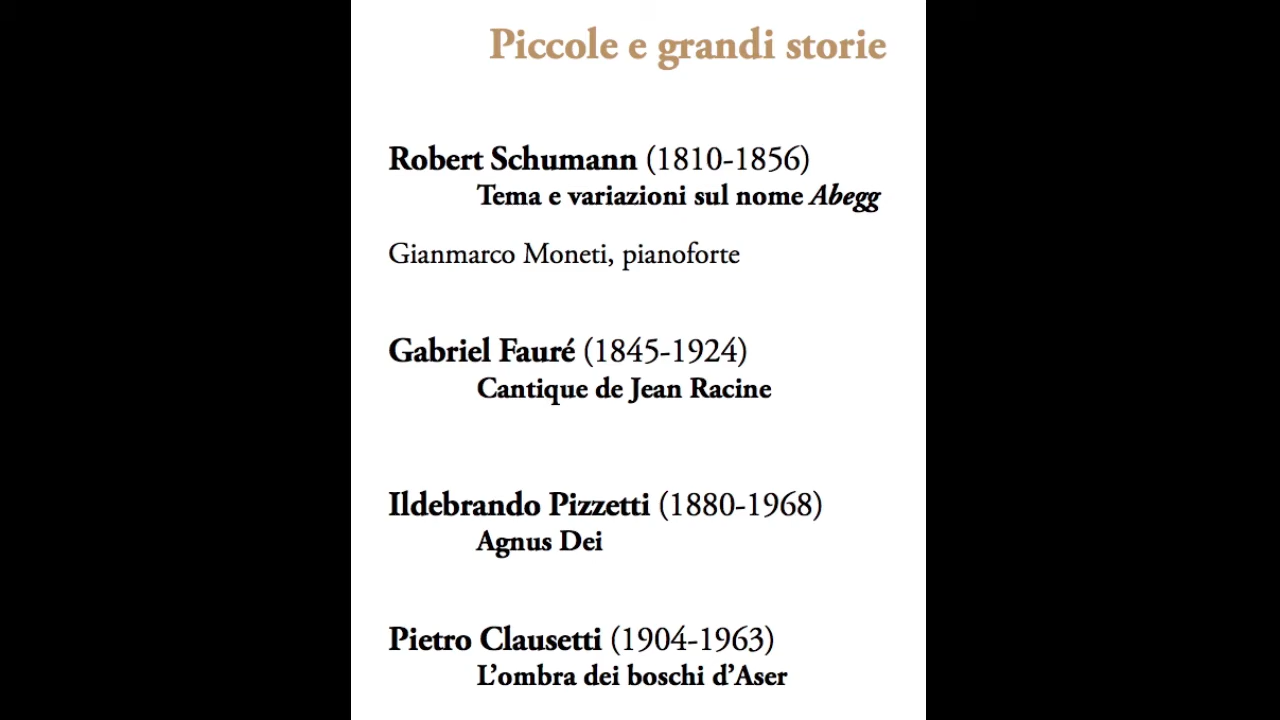 Piccole e grandi storie
Robert Schumann (1810-1856)
Tema e variazioni sul nome Abegg
Gianmarco Moneti, pianoforte
Gabriel Fauré (1845-1924)
Cantique de Jean Racine
Ildebrando Pizzetti (1880-1968)
Agnus Dei
Pietro Clausetti (1904-1963)
L’ombra dei boschi d’Aser